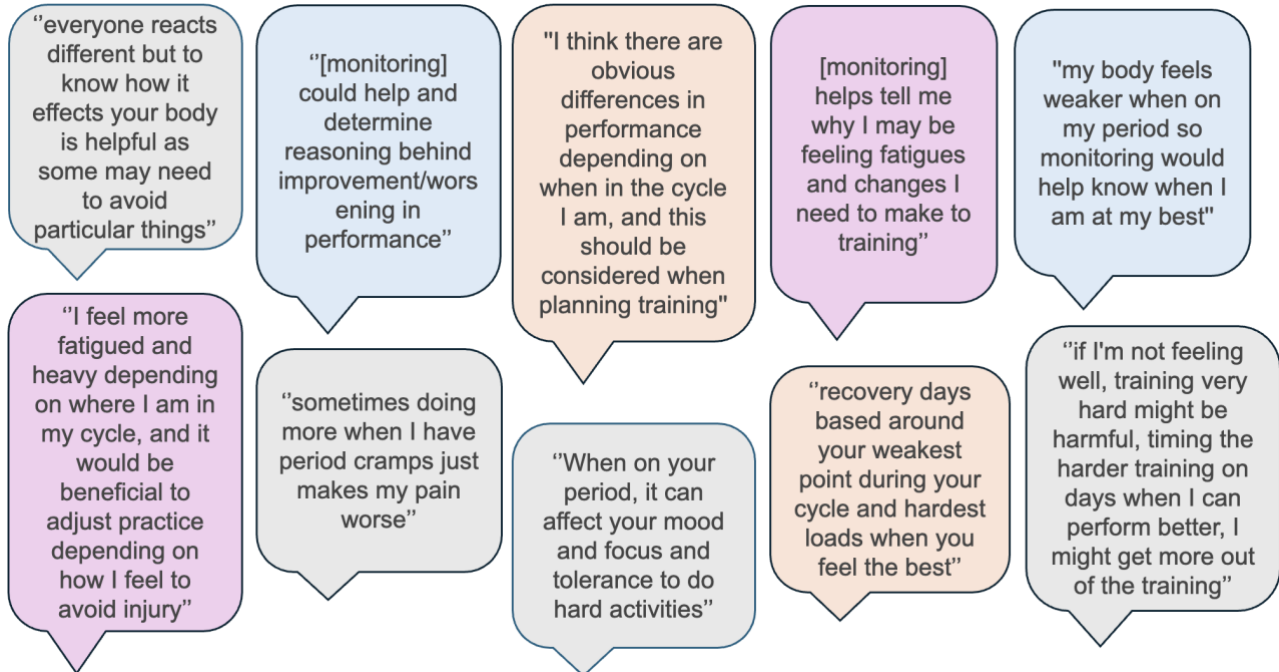 ‘’everyone reacts
different but to
know how it
effects your body
is helpful as
some may need
to avoid
particular things’’
‘’[monitoring]
could help and
determine
reasoning behind
improvement/wors
ening in
performance’’
"I think there are
obvious
differences in
performance
depending on
when in the cycle
I am, and this
should be
considered when
planning training"
[monitoring]
helps tell me
why I may be
feeling fatigues
and changes I
need to make to
training’’
"my body feels
weaker when on
my period so
monitoring would
help know when I
am at my best"
‘’I feel more
fatigued and
heavy depending
on where I am in
my cycle, and it
would be
beneficial to
adjust practice
depending on
how I feel to
avoid injury’’
‘’sometimes doing
more when I have
period cramps just
makes my pain
worse’’
‘’When on your
period, it can
affect your mood
and focus and
tolerance to do
hard activities’’
‘’recovery days
based around
your weakest
point during your
cycle and hardest
loads when you
feel the best’’
‘’if I'm not feeling
well, training very
hard might be
harmful, timing the
harder training on
days when I can
perform better, I
might get more out
of the training’’